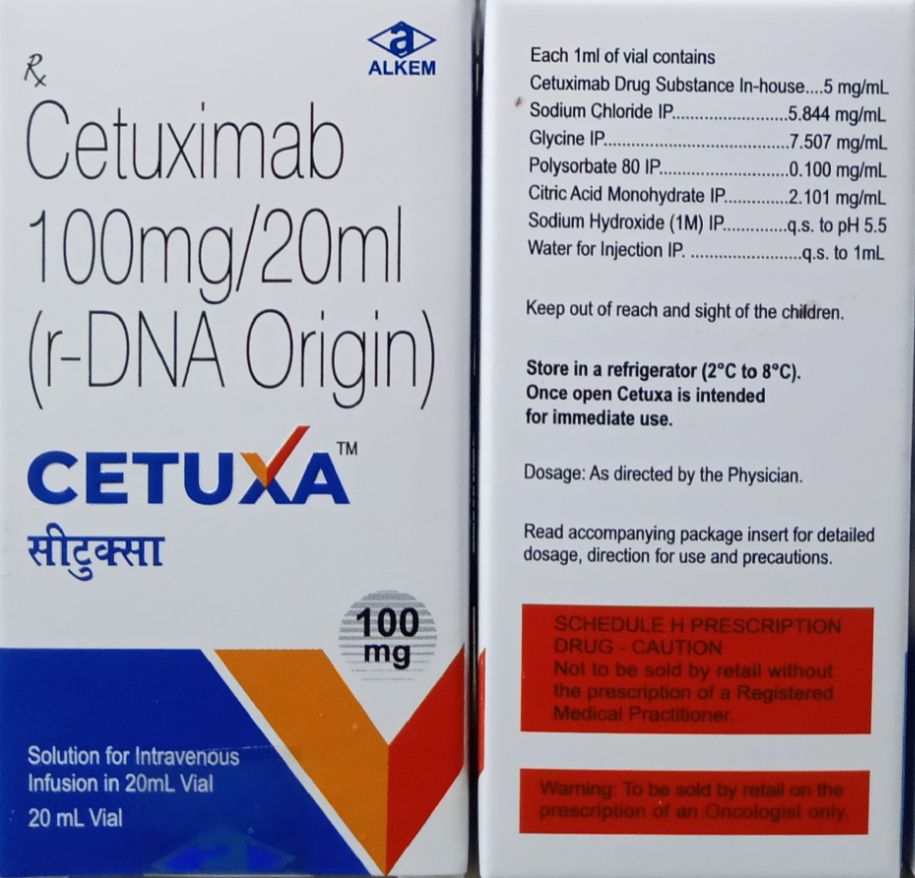 Rx
ALKEM
Cetuximab
100mg/20ml
(r-DNA Origin)
CETUXA™
सीटुक्सा
100
mg
Solution for Intravenous
Infusion in 20mL Vial
20 mL Vial
Each 1ml of vial contains
Cetuximab Drug Substance In-house....5 mg/mL
Sodium Chloride IP............................5.844 mg/mL
Glycine IP.............................................7.507 mg/mL
Polysorbate 80 IP...............................0.100 mg/mL
Citric Acid Monohydrate IP...............2.101 mg/mL
Sodium Hydroxide (1M) IP.............q.s. to pH 5.5
Water for Injection IP. ..........................q.s. to 1mL
Keep out of reach and sight of the children.
Store in a refrigerator (2°C to 8°C).
Once open Cetuxa is intended
for immediate use.
Dosage: As directed by the Physician.
Read accompanying package insert for detailed
dosage, direction for use and precautions.
SCHEDULE H PRESCRIPTION
DRUG - CAUTION
Not to be sold by retail without
the prescription of a Registered
Medical Practitioner.
Warning: To be sold by retail on the
prescription of an Oncologist only.